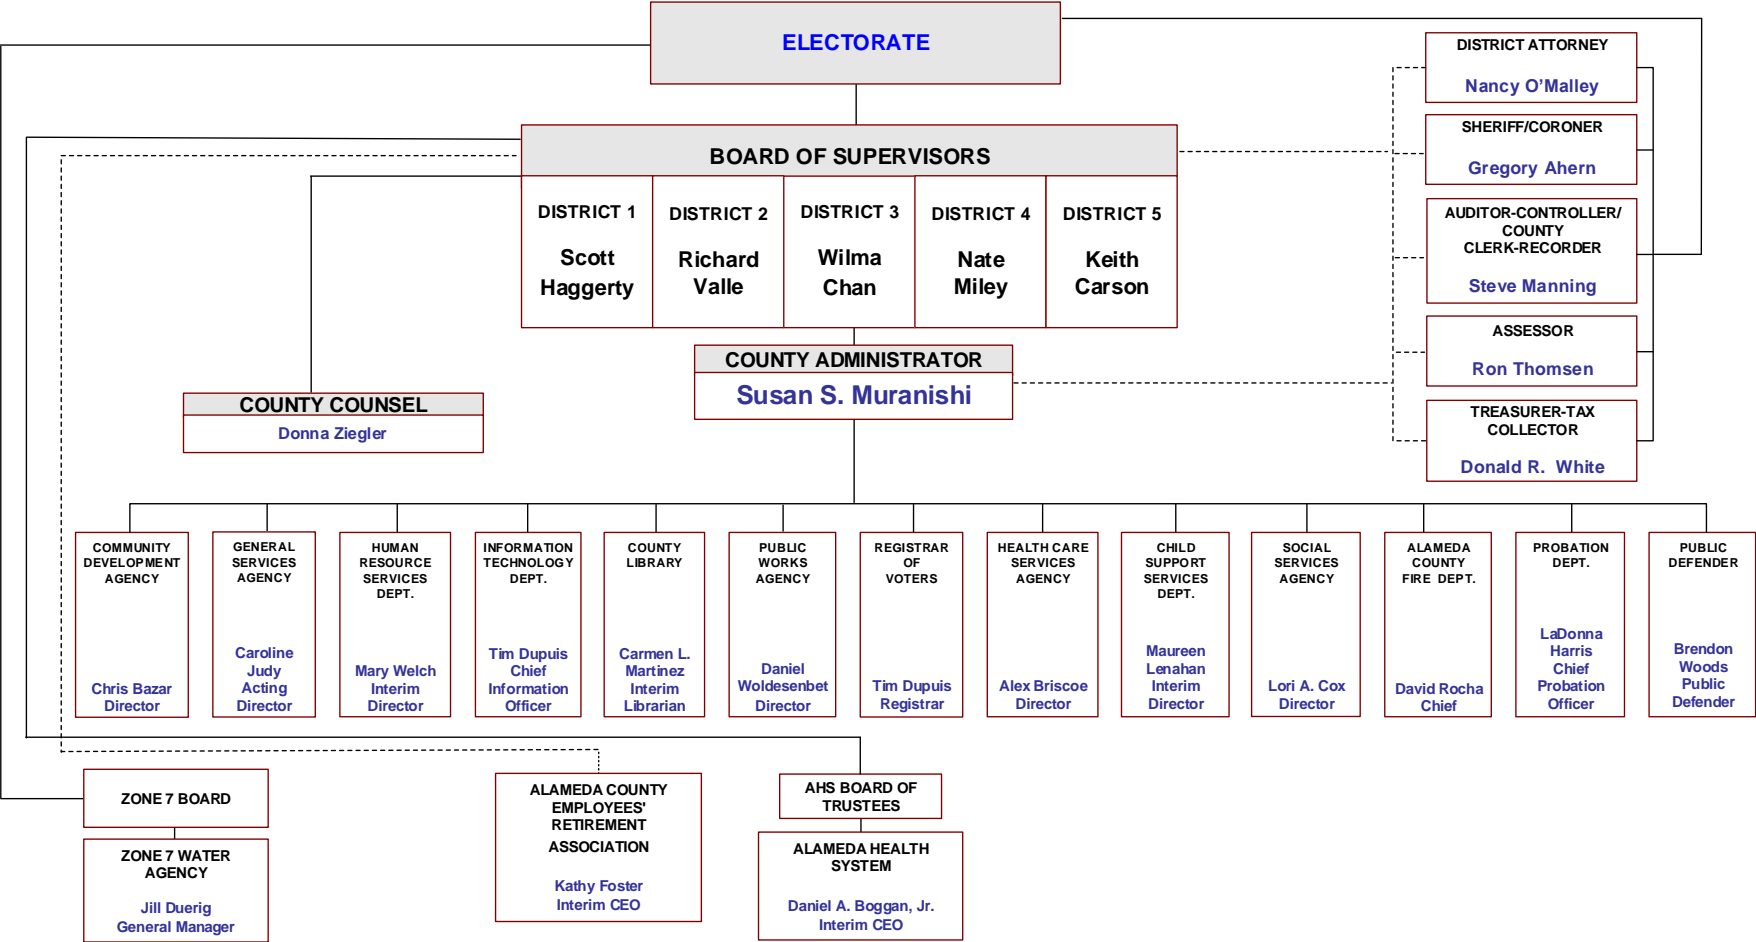 ELECTORATE
BOARD OF SUPERVISORS
DISTRICT 1
Scott
Haggerty
DISTRICT 2
Richard
Valle
DISTRICT 3
Wilma
Chan
DISTRICT 4
Nate
Miley
DISTRICT 5
Keith
Carson
COUNTY ADMINISTRATOR
Susan S. Muranishi
COUNTY COUNSEL
Donna Ziegler
DISTRICT ATTORNEY
Nancy O’Malley
SHERIFF/CORONER
Gregory Ahern
AUDITOR-CONTROLLER/
COUNTY
CLERK-RECORDER
Steve Manning
ASSESSOR
Ron Thomsen
TREASURER-TAX
COLLECTOR
Donald R. White
COMMUNITY
DEVELOPMENT
AGENCY
Chris Bazar
Director
GENERAL
SERVICES
AGENCY
Caroline
Judy
Acting
Director
HUMAN
RESOURCE
SERVICES
DEPT.
Mary Welch
Interim
Director
INFORMATION
TECHNOLOGY
DEPT.
Tim Dupuis
Chief
Information
Officer
COUNTY
LIBRARY
Carmen L.
Martinez
Interim
Librarian
PUBLIC
WORKS
AGENCY
Daniel
Woldesenbet
Director
REGISTRAR
OF
VOTERS
Tim Dupuis
Registrar
HEALTH CARE
SERVICES
AGENCY
Alex Briscoe
Director
CHILD
SUPPORT
SERVICES
DEPT.
Maureen
Lenahan
Interim
Director
SOCIAL
SERVICES
AGENCY
Lori A. Cox
Director
ALAMEDA
COUNTY
FIRE DEPT.
David Rocha
Chief
PROBATION
DEPT.
LaDonna
Harris
Chief
Probation
Officer
PUBLIC
DEFENDER
Brendon
Woods
Public
Defender
ZONE 7 BOARD
ZONE 7 WATER
AGENCY
Jill Duerig
General Manager
ALAMEDA COUNTY
EMPLOYEES'
RETIREMENT
ASSOCIATION
Kathy Foster
Interim CEO
AHS BOARD OF
TRUSTEES
ALAMEDA HEALTH
SYSTEM
Daniel A. Boggan, Jr.
Interim CEO